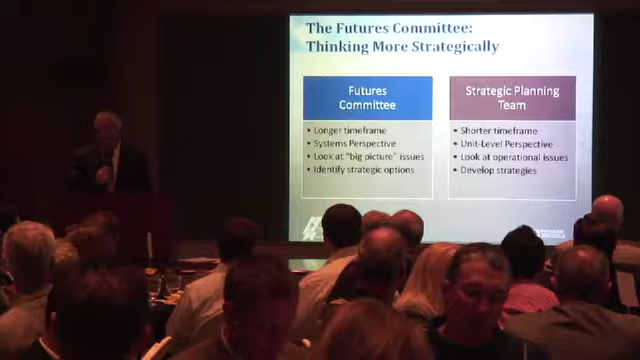 The Futures Committee:
Thinking More Strategically
Futures
Committee
• Longer timeframe
• Systems Perspective
• Look at "big picture" issues
• Identify strategic options
Strategic Planning
Team
• Shorter timeframe
• Unit-Level Perspective
• Look at operational issues
• Develop strategies